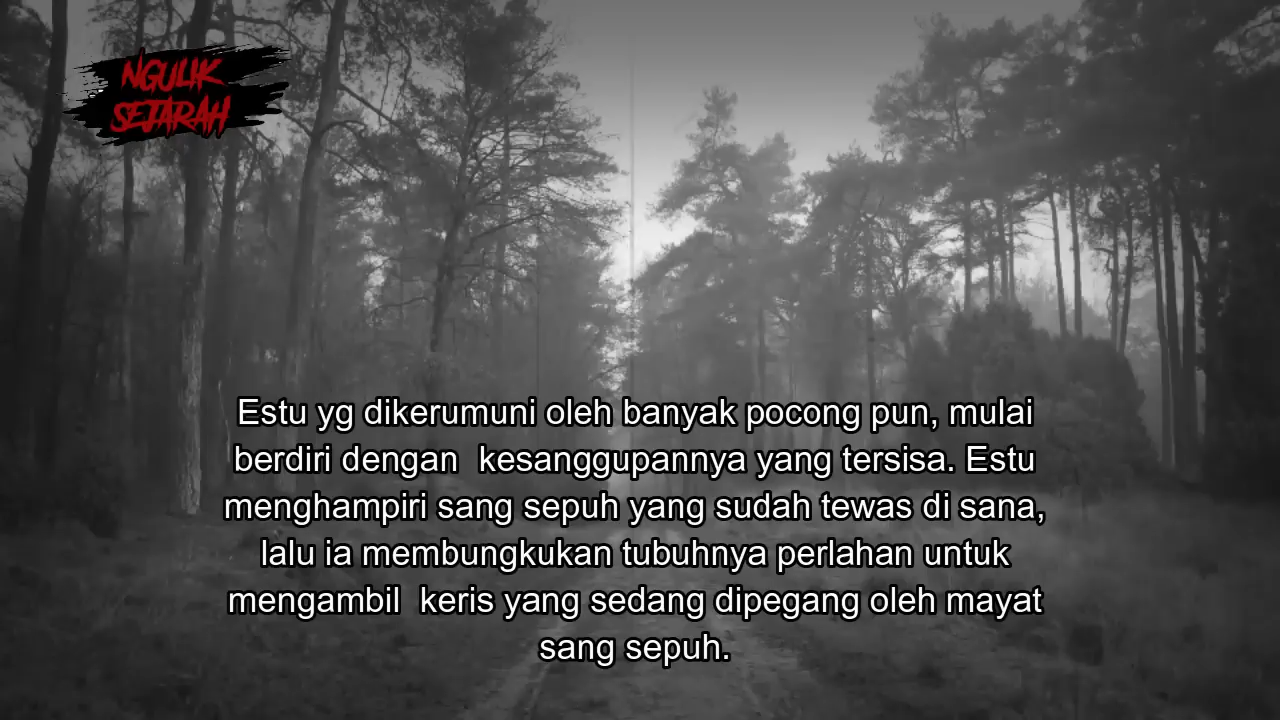 NGULIK
SEJARAH
Estu yg dikerumuni oleh banyak pocong pun, mulai
berdiri dengan  kesanggupannya yang tersisa. Estu
menghampiri sang sepuh yang sudah tewas di sana,
lalu ia membungkukan tubuhnya perlahan untuk
mengambil  keris yang sedang dipegang oleh mayat
sang sepuh.